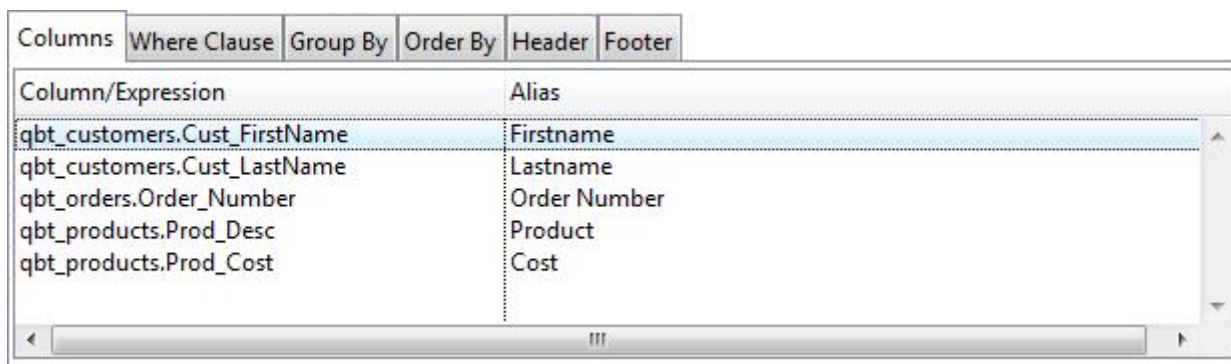 Columns Where Clause Group By Order By Header Footer
Column/Expression Alias
qbt_customers.Cust_FirstName Firstname
qbt_customers.Cust_LastName Lastname
qbt_orders.Order_Number Order Number
qbt_products.Prod_Desc Product
qbt_products.Prod_Cost Cost